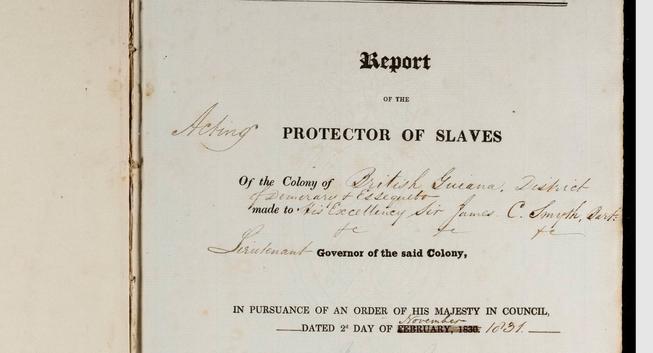 Report
OF THE
Acting PROTECTOR OF SLAVES
Of the Colony of British Guiana, District
of Demerary & Essequebo
made to His Excellency Sir James C. Smyth, Bart.
&c &c &c
Lieutenant Governor of the said Colony,
IN PURSUANCE OF AN ORDER OF HIS MAJESTY IN COUNCIL,
November
DATED 2d DAY OF FEBRUARY, 1830. 1831.